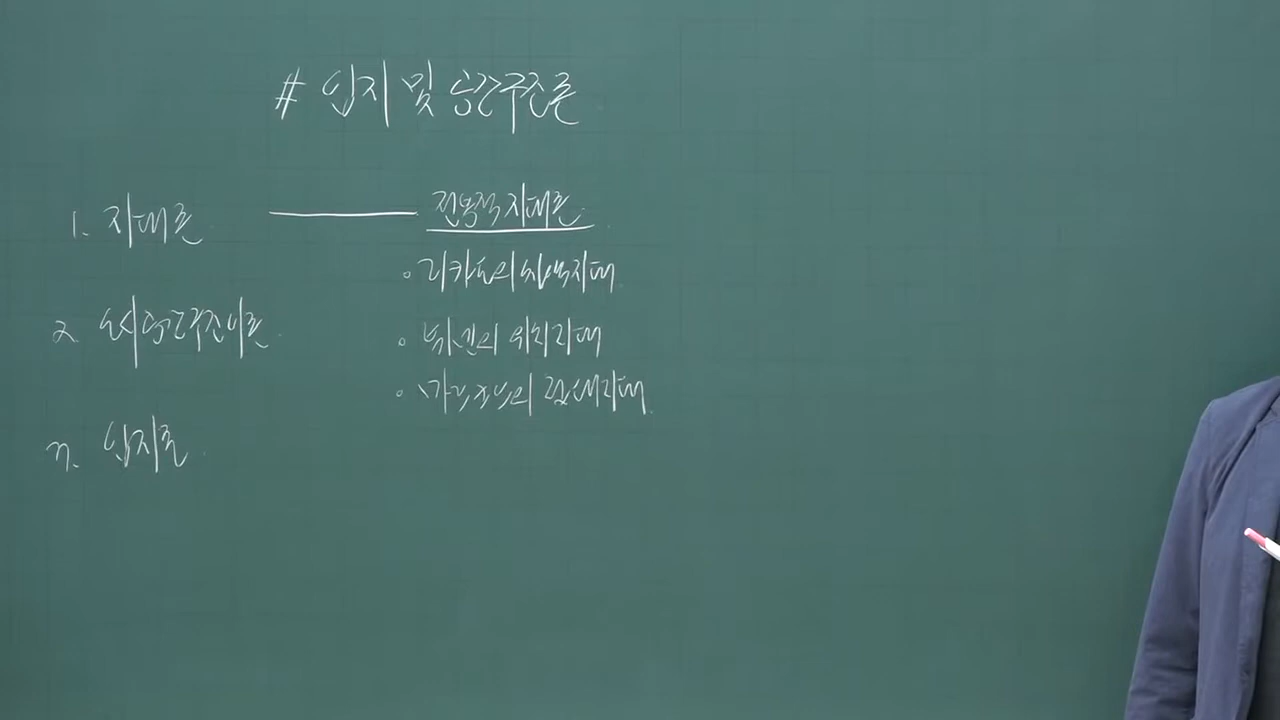 # 입지 및 공간구조론
1. 지대론 ——— 전통적 지대론
• 리카도의 차액지대
2. 도시공간구조이론
• 튀넨의 위치지대
• 마르크스의 절대지대
3. 입지론